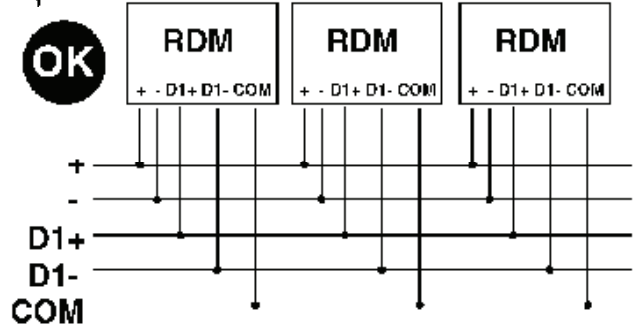 OK
RDM RDM RDM
+ - D1+ D1- COM + - D1+ D1- COM + - D1+ D1- COM
+
-
D1+
D1-
COM